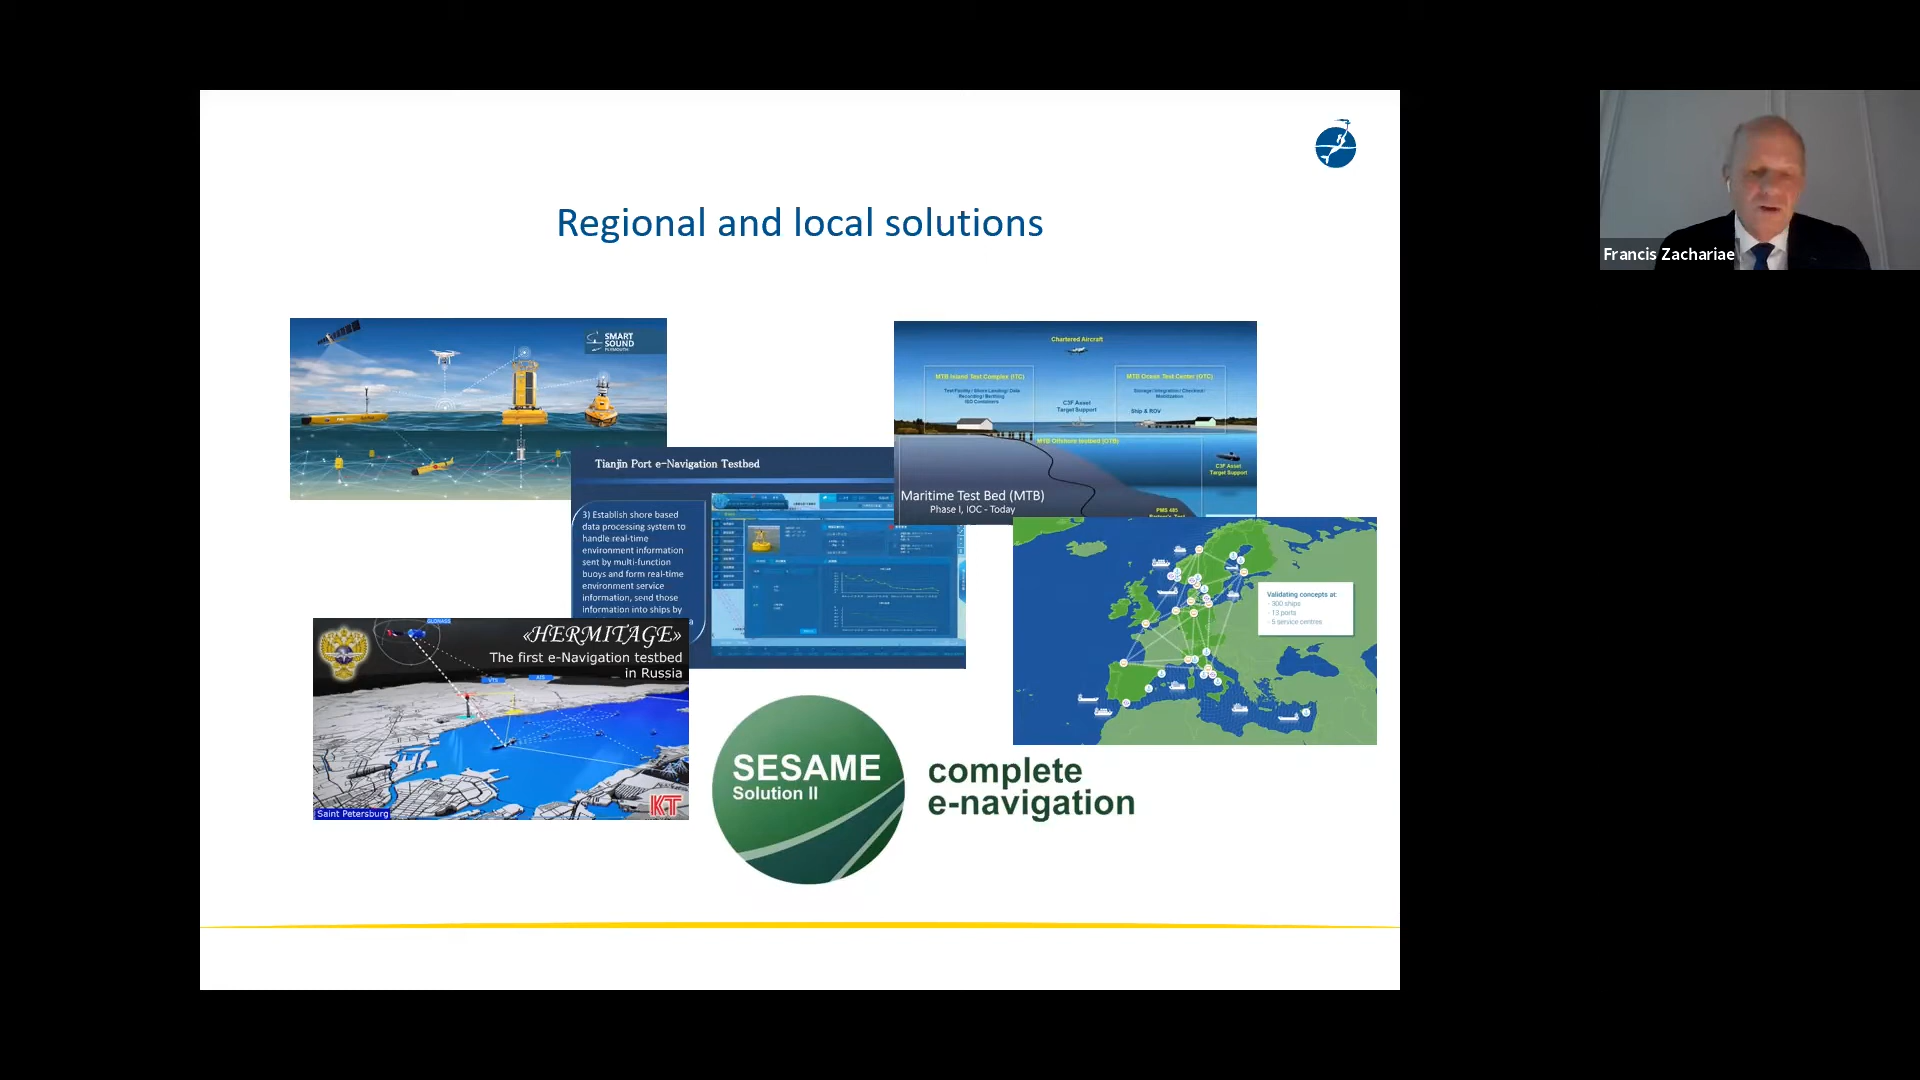 Regional and local solutions
Francis Zachariae
SMART
SOUND
PLYMOUTH
Chartered Aircraft
MTB Island Test Complex (ITC)
Test Facility / Shore Landing / Data
Recording / Berthing
ISO Containers
MTB Ocean Test Center (OTC)
Storage / Integration / Checkout/
Mobilization
C3F Asset
Target Support
Ship & ROV
MTB Offshore testbed (OTB)
C3F Asset
Target Support
Maritime Test Bed (MTB)
Phase I, IOC - Today
PMS 485
Tianjin Port e-Navigation Testbed
3) Establish shore based
data processing system to
handle real-time
environment information
sent by multi-function
buoys and form real-time
environment service
information, send those
information into ships by
Validating concepts at:
- 300 ships
- 13 ports
- 5 service centres
GLONASS
«HERMITAGE»
The first e-Navigation testbed
in Russia
VTS
AIS
KT
Saint Petersburg
SESAME
Solution II
complete
e-navigation